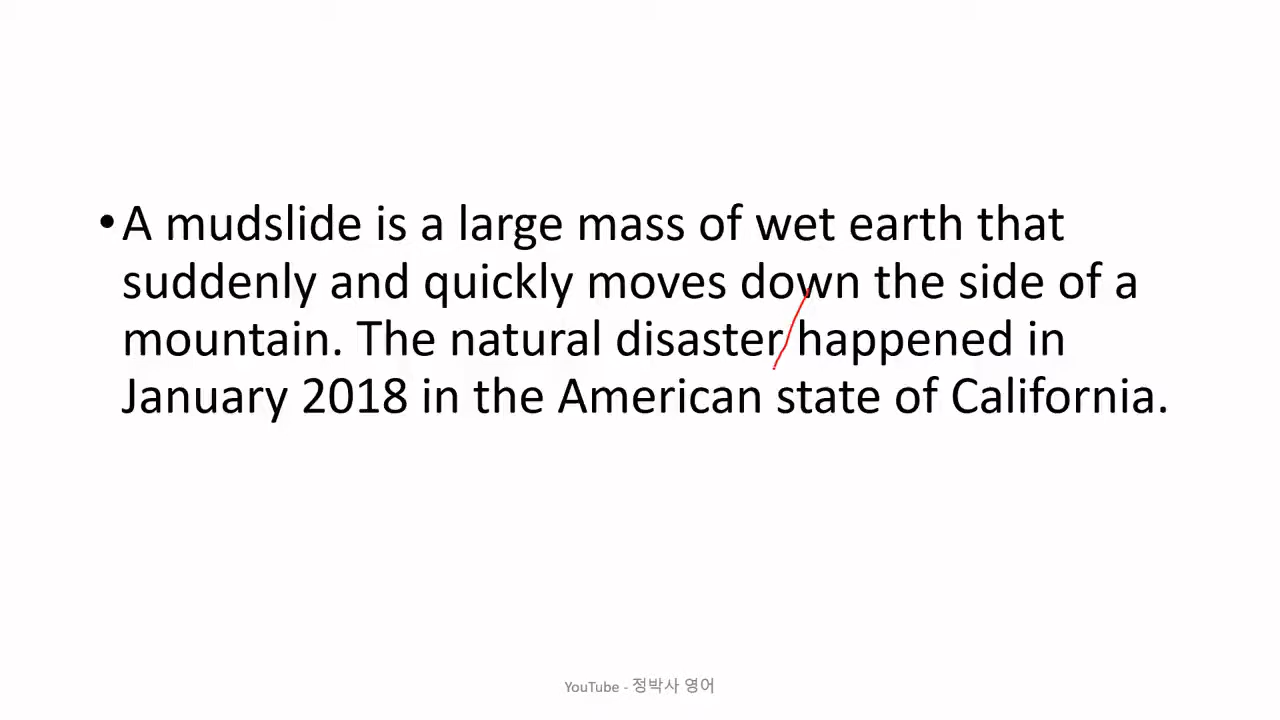 •A mudslide is a large mass of wet earth that
suddenly and quickly moves down the side of a
mountain. The natural disaster happened in
January 2018 in the American state of California.
YouTube - 정박사 영어